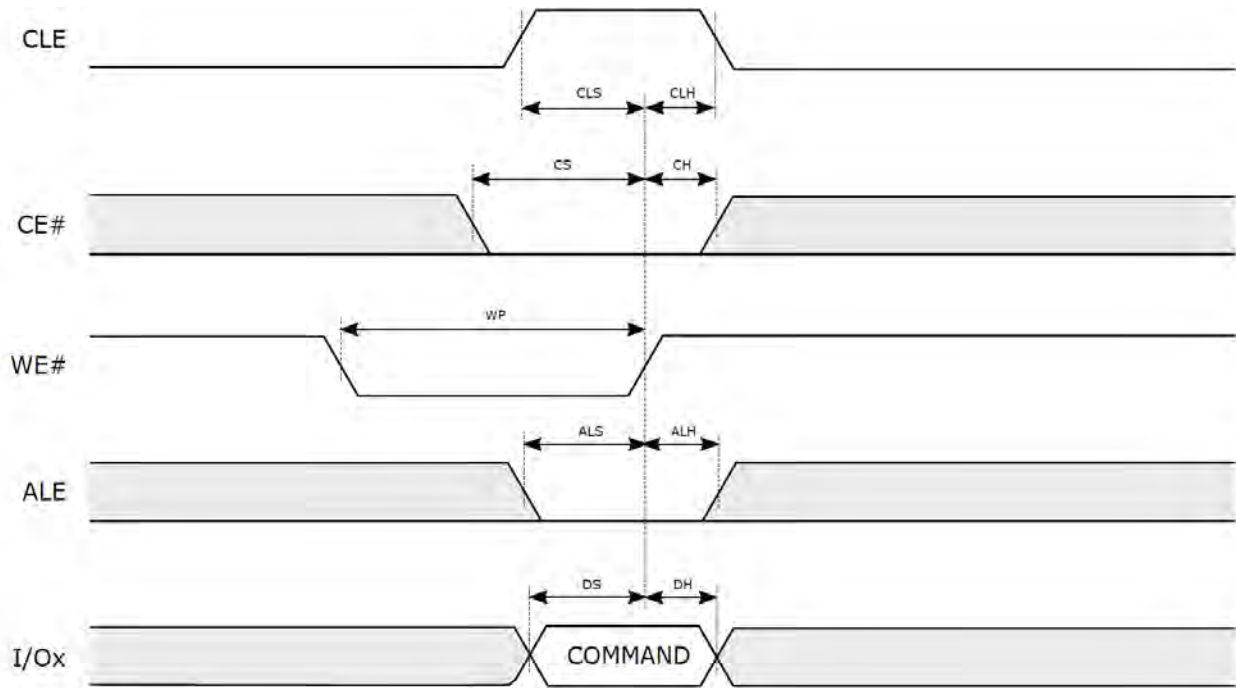 CLE
CLS CLH
CS CH
CE#
WP
WE#
ALS ALH
ALE
DS DH
I/Ox COMMAND